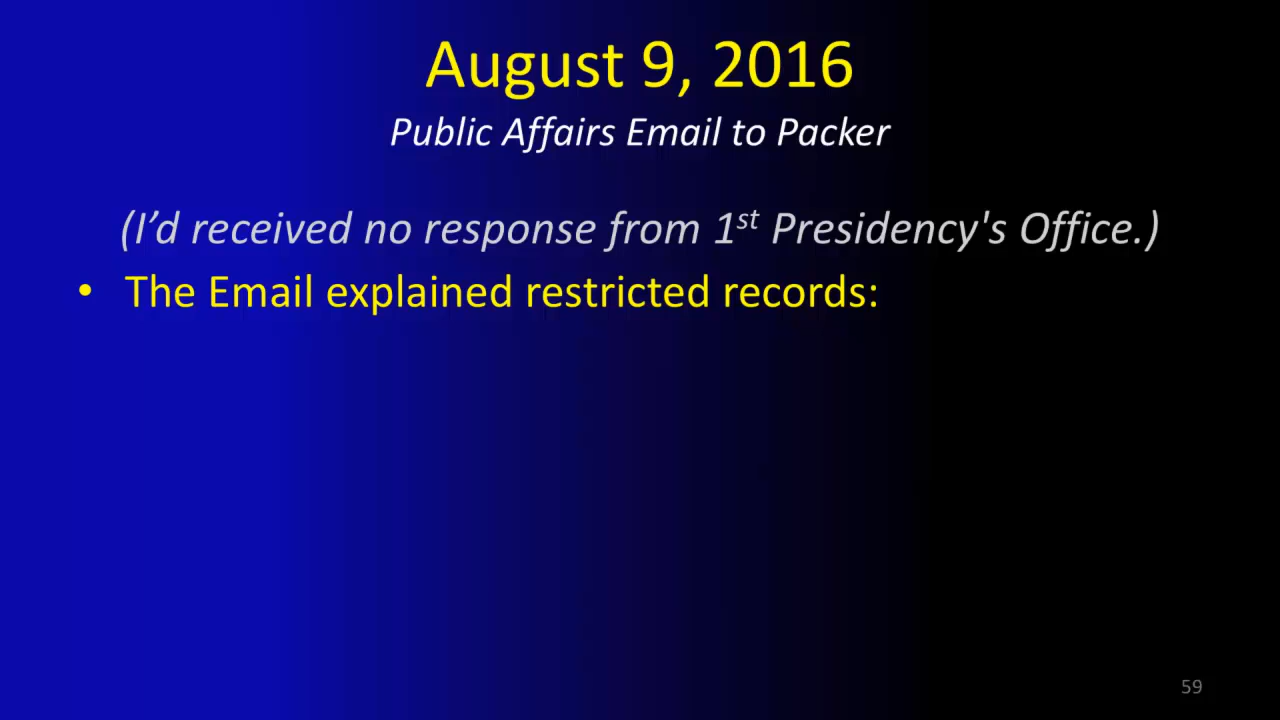 August 9, 2016
Public Affairs Email to Packer
(I’d received no response from 1st Presidency's Office.)
• The Email explained restricted records:
59